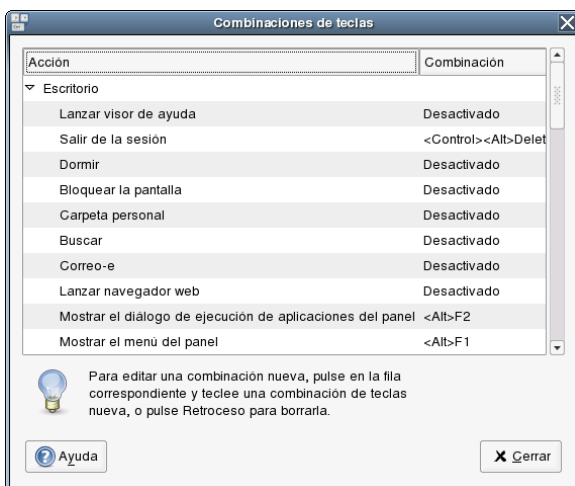 Combinaciones de teclas
Acción Combinación
Escritorio
Lanzar visor de ayuda Desactivado
Salir de la sesión <Control><Alt>Delet
Dormir Desactivado
Bloquear la pantalla Desactivado
Carpeta personal Desactivado
Buscar Desactivado
Correo-e Desactivado
Lanzar navegador web Desactivado
Mostrar el diálogo de ejecución de aplicaciones del panel <Alt>F2
Mostrar el menú del panel <Alt>F1
Para editar una combinación nueva, pulse en la fila
correspondiente y teclee una combinación de teclas
nueva, o pulse Retroceso para borrarla.
Ayuda Cerrar